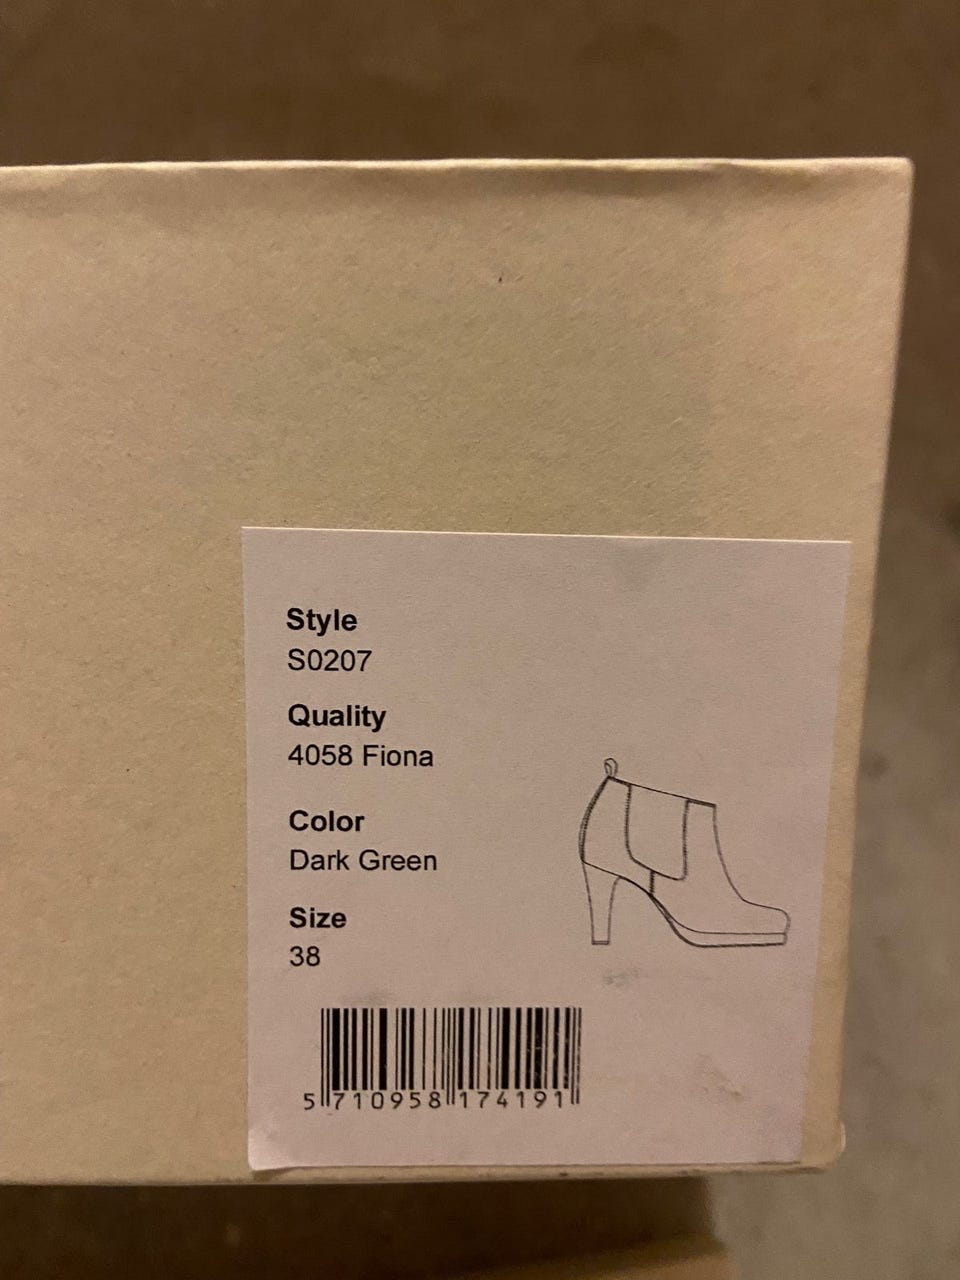 Style
S0207
Quality
4058 Fiona
Color
Dark Green
Size
38
5 710958 174191